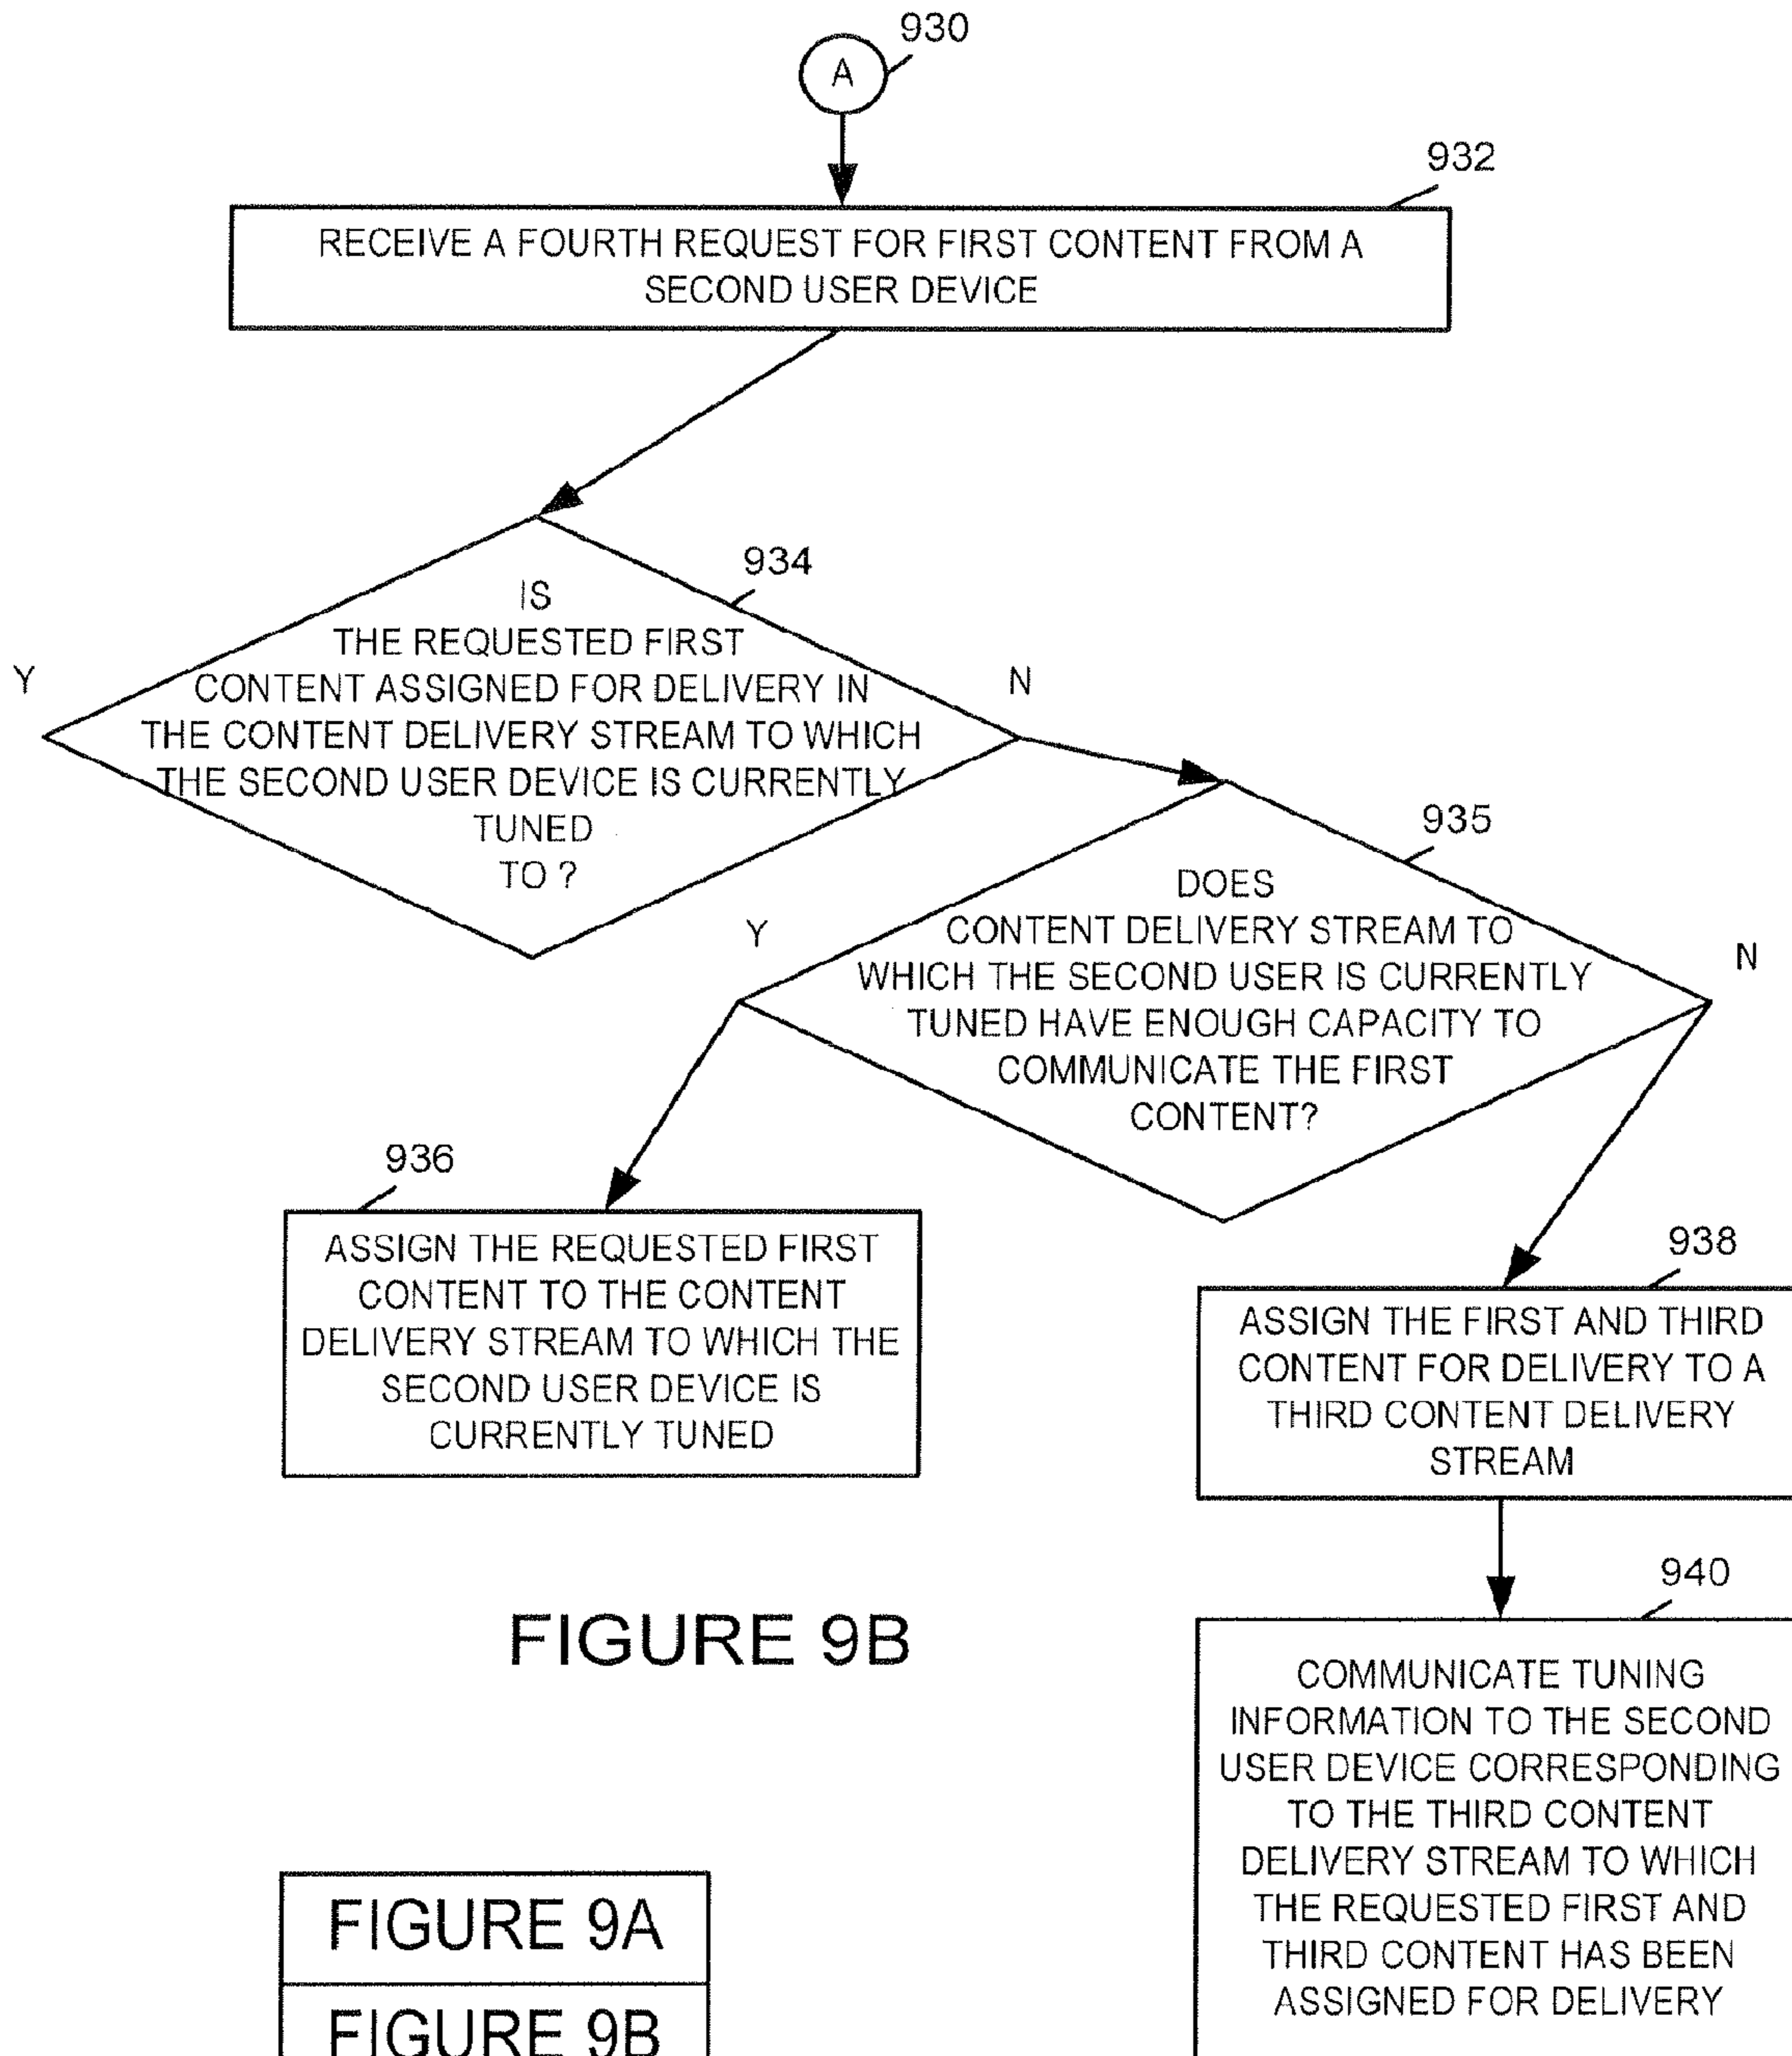 930
A
932
RECEIVE A FOURTH REQUEST FOR FIRST CONTENT FROM A
SECOND USER DEVICE
934
IS
THE REQUESTED FIRST
CONTENT ASSIGNED FOR DELIVERY IN
THE CONTENT DELIVERY STREAM TO WHICH
THE SECOND USER DEVICE IS CURRENTLY
TUNED
TO ?
Y
N
935
DOES
CONTENT DELIVERY STREAM TO
WHICH THE SECOND USER IS CURRENTLY
TUNED HAVE ENOUGH CAPACITY TO
COMMUNICATE THE FIRST
CONTENT?
Y
N
936
ASSIGN THE REQUESTED FIRST
CONTENT TO THE CONTENT
DELIVERY STREAM TO WHICH THE
SECOND USER DEVICE IS
CURRENTLY TUNED
938
ASSIGN THE FIRST AND THIRD
CONTENT FOR DELIVERY TO A
THIRD CONTENT DELIVERY
STREAM
940
COMMUNICATE TUNING
INFORMATION TO THE SECOND
USER DEVICE CORRESPONDING
TO THE THIRD CONTENT
DELIVERY STREAM TO WHICH
THE REQUESTED FIRST AND
THIRD CONTENT HAS BEEN
ASSIGNED FOR DELIVERY
FIGURE 9B
FIGURE 9A
FIGURE 9B